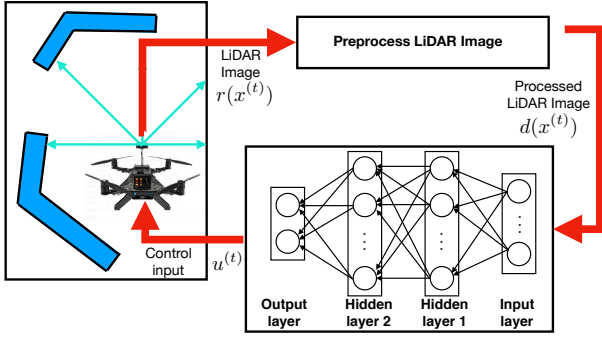 LiDAR
Image
r(x^{(t)})
Preprocess LiDAR Image
Processed
LiDAR Image
d(x^{(t)})
Control
input
u^{(t)}
Output
layer
Hidden
layer 2
Hidden
layer 1
Input
layer